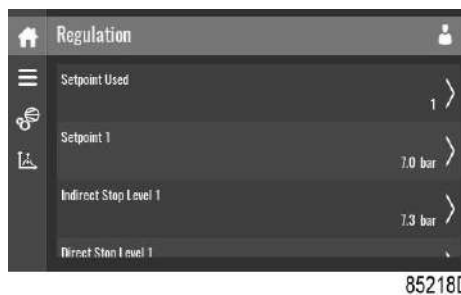 Regulation
Setpoint Used
1
Setpoint 1
7.0 bar
Indirect Stop Level 1
7.3 bar
Direct Stop Level 1
85218D